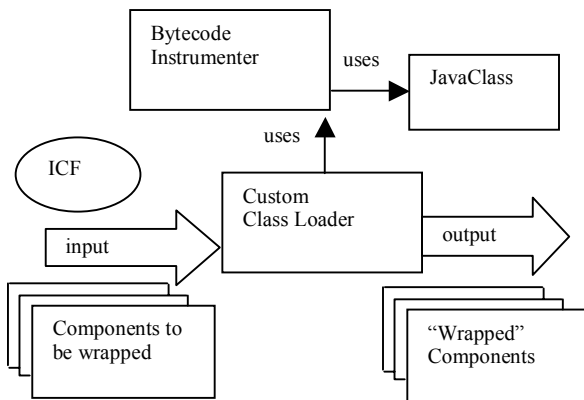 Bytecode
Instrumenter
uses
JavaClass
uses
ICF
Custom
Class Loader
input
output
Components to
be wrapped
“Wrapped”
Components